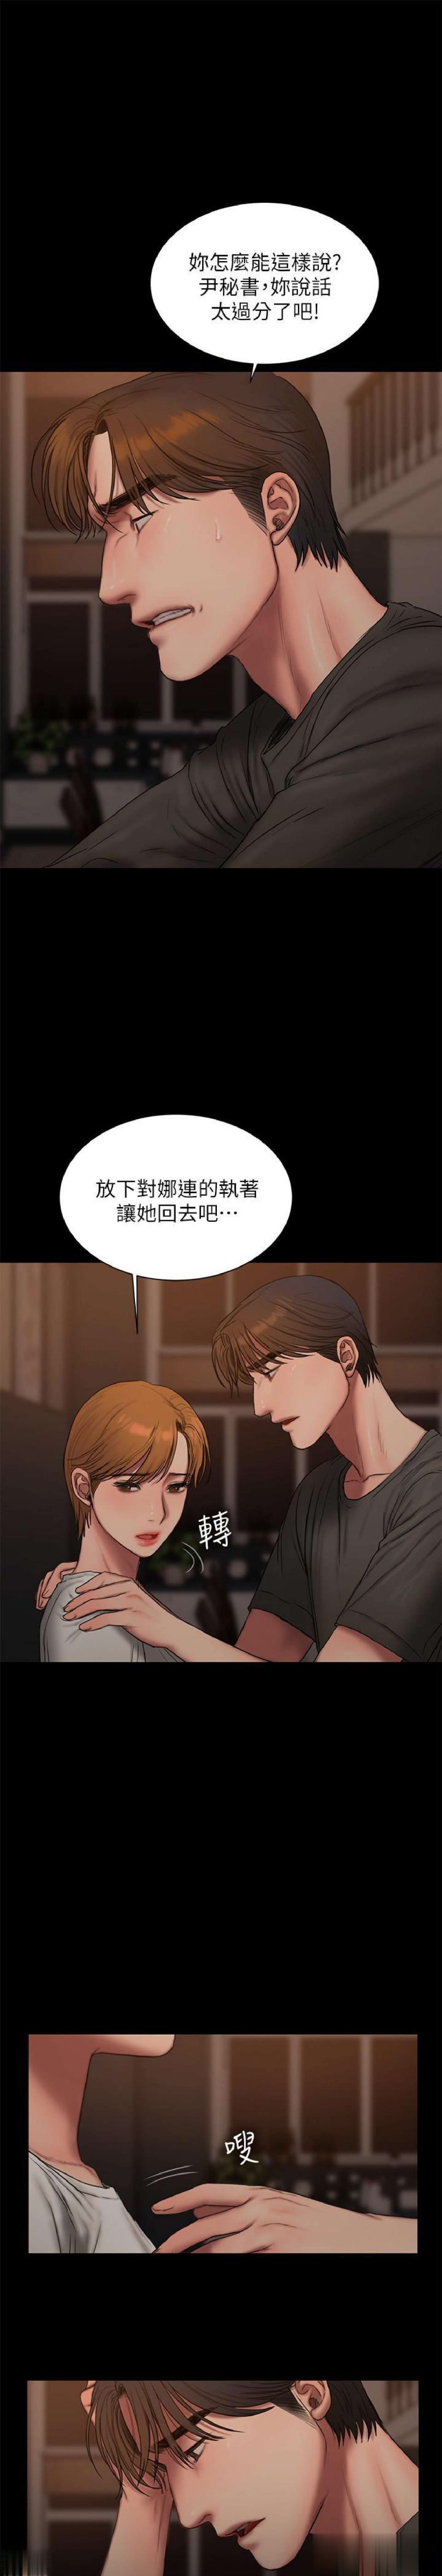 妳怎麼能這樣說?
尹秘書,妳說話
太過分了吧!
放下對娜連的執著
讓她回去吧…
轉
嗖